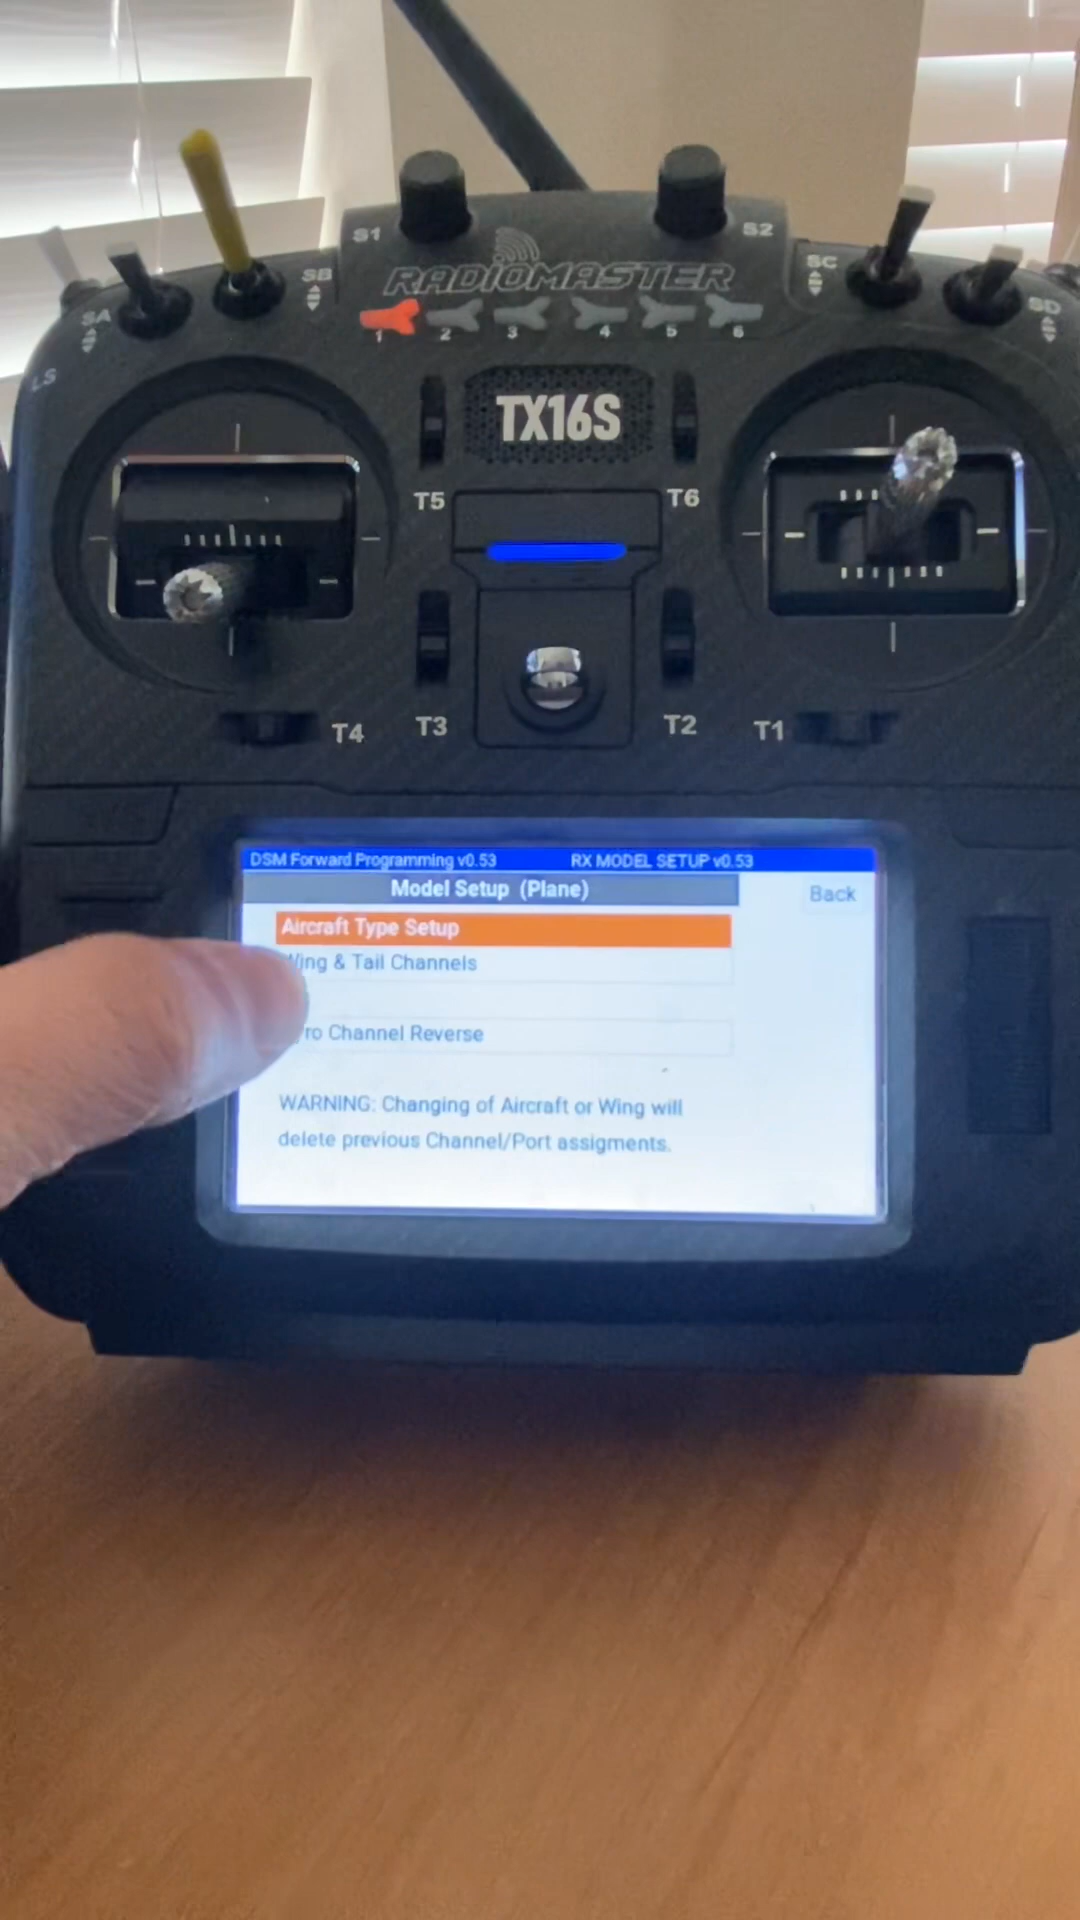 S1
S2
SB
SC
RADIOMASTER
SA
SD
1 2 3 4 5 6
LS
TX16S
T5
T6
T4
T3
T2
T1
DSM Forward Programming v0.53
RX MODEL SETUP v0.53
Model Setup (Plane)
Back
Aircraft Type Setup
& Tail Channels
Channel Reverse
WARNING: Changing of Aircraft or Wing will
delete previous Channel/Port assigments.